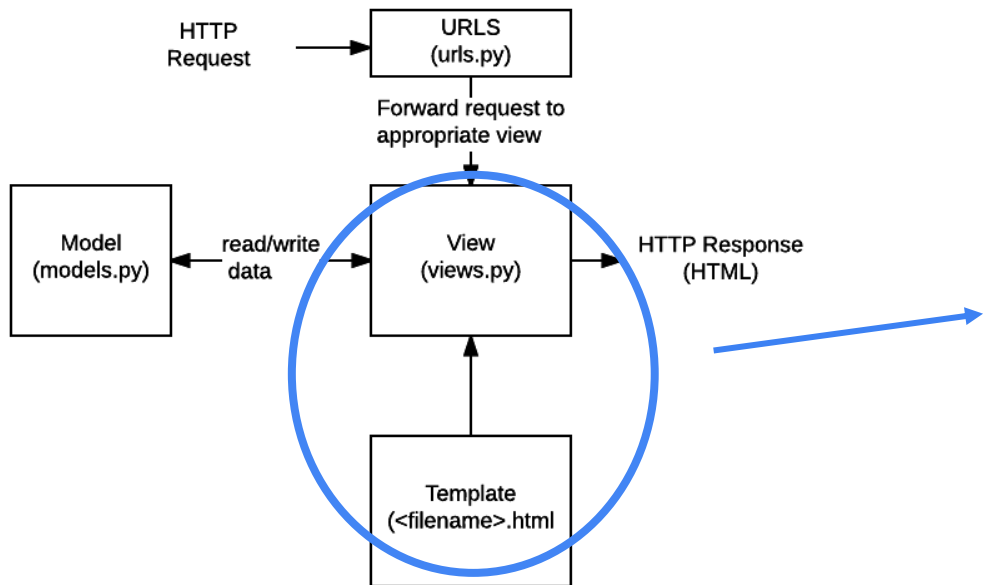 HTTP
Request
URLS
(urls.py)
Forward request to
appropriate view
Model
(models.py)
read/write
data
View
(views.py)
HTTP Response
(HTML)
Template
(<filename>.html